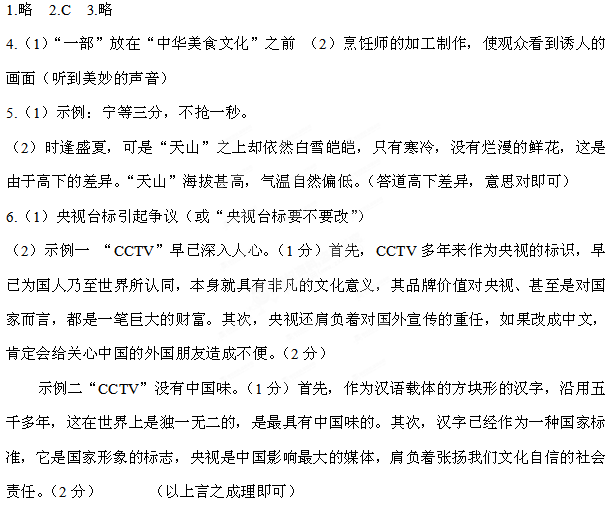 1.略 2.C 3.略
4.（1）“一部”放在“中华美食文化”之前 （2）烹饪师的加工制作，使观众看到诱人的
画面（听到美妙的声音）
5.（1）示例：宁等三分，不抢一秒。
（2）时逢盛夏，可是“天山”之上却依然白雪皑皑，只有寒冷，没有烂漫的鲜花，这是
由于高下的差异。“天山”海拔甚高，气温自然偏低。（答道高下差异，意思对即可）
6.（1）央视台标引起争议（或“央视台标要不要改”）
（2）示例一 “CCTV”早已深入人心。（1 分）首先，CCTV 多年来作为央视的标识，早
已为国人乃至世界所认同，本身就具有非凡的文化意义，其品牌价值对央视、甚至是对国
家而言，都是一笔巨大的财富。其次，央视还肩负着对国外宣传的重任，如果改成中文，
肯定会给关心中国的外国朋友造成不便。（2 分）
示例二“CCTV”没有中国味。（1 分）首先，作为汉语载体的方块形的汉字，沿用五
千多年，这在世界上是独一无二的，是最具有中国味的。其次，汉字已经作为一种国家标
准，它是国家形象的标志，央视是中国影响最大的媒体，肩负着张扬我们文化自信的社会
责任。（2 分） （以上言之成理即可）